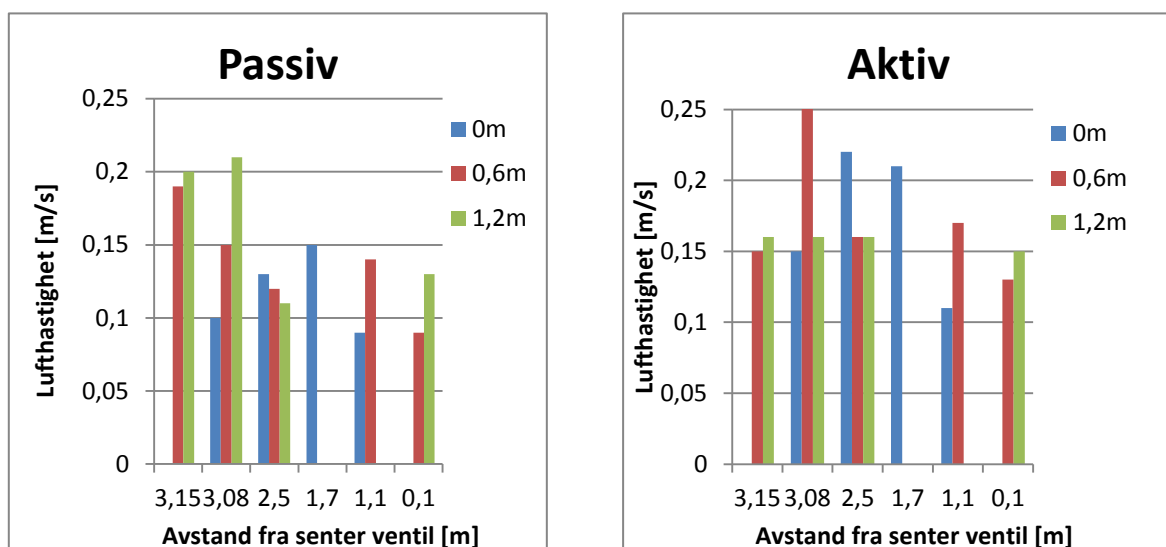 Passiv
0,25
0,2
0,15
0,1
0,05
0
Lufthastighet [m/s]
0m
0,6m
1,2m
3,15 3,08 2,5 1,7 1,1 0,1
Avstand fra senter ventil [m]
Aktiv
0,25
0,2
0,15
0,1
0,05
0
Lufthastighet [m/s]
0m
0,6m
1,2m
3,15 3,08 2,5 1,7 1,1 0,1
Avstand fra senter ventil [m]